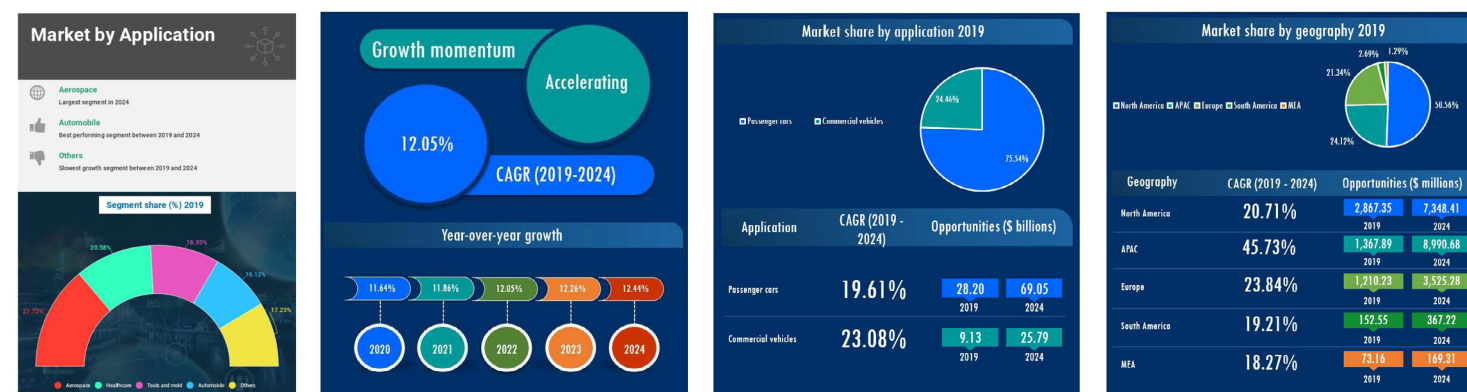 Market by Application
Aerospace
Largest segment in 2024
Automobile
Best performing segment between 2019 and 2024
Others
Slowest growth segment between 2019 and 2024
Segment share (%) 2019
27.72%
20.58%
18.35%
16.12%
17.23%
Aerospace Healthcare Tools and mold Automobile Others
Growth momentum
Accelerating
12.05%
CAGR (2019-2024)
Year-over-year growth
11.64% 11.86% 12.05% 12.26% 12.44%
2020 2021 2022 2023 2024
Market share by application 2019
Passenger cars Commercial vehicles
24.46%
75.54%
Application CAGR (2019 - 2024) Opportunities ($ billions)
Passenger cars 19.61% 28.20 69.05
2019 2024
Commercial vehicles 23.08% 9.13 25.79
2019 2024
Market share by geography 2019
North America APAC Europe South America MEA
2.69% 1.29%
21.34%
50.56%
24.12%
Geography CAGR (2019 - 2024) Opportunities ($ millions)
North America 20.71% 2,867.35 7,348.41
2019 2024
APAC 45.73% 1,367.89 8,990.68
2019 2024
Europe 23.84% 1,210.23 3,525.28
2019 2024
South America 19.21% 152.55 367.22
2019 2024
MEA 18.27% 73.16 169.31
2019 2024